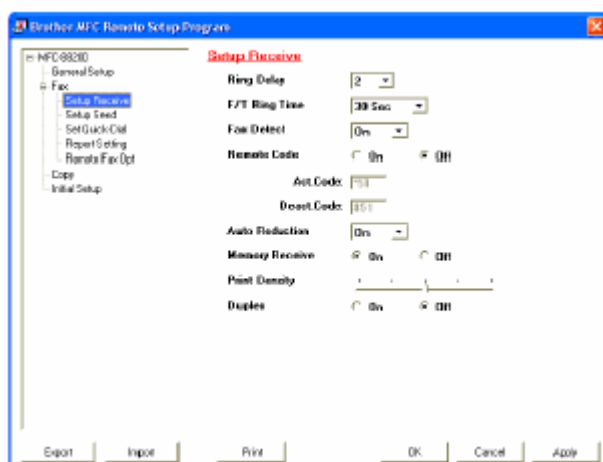 Brother MFC Remote Setup Program
MFC-8820D
General Setup
Fax
Setup Receive
Setup Send
Set Quick-Dial
Report Setting
Remote Fax Opt
Copy
Initial Setup
Setup Receive
Ring Delay 2
F/T Ring Time 30 Sec
Fax Detect On
Remote Code On Off
Act.Code:
Deact.Code:
Auto Reduction On
Memory Receive On Off
Print Density
Duplex On Off
Export Import Print OK Cancel Apply